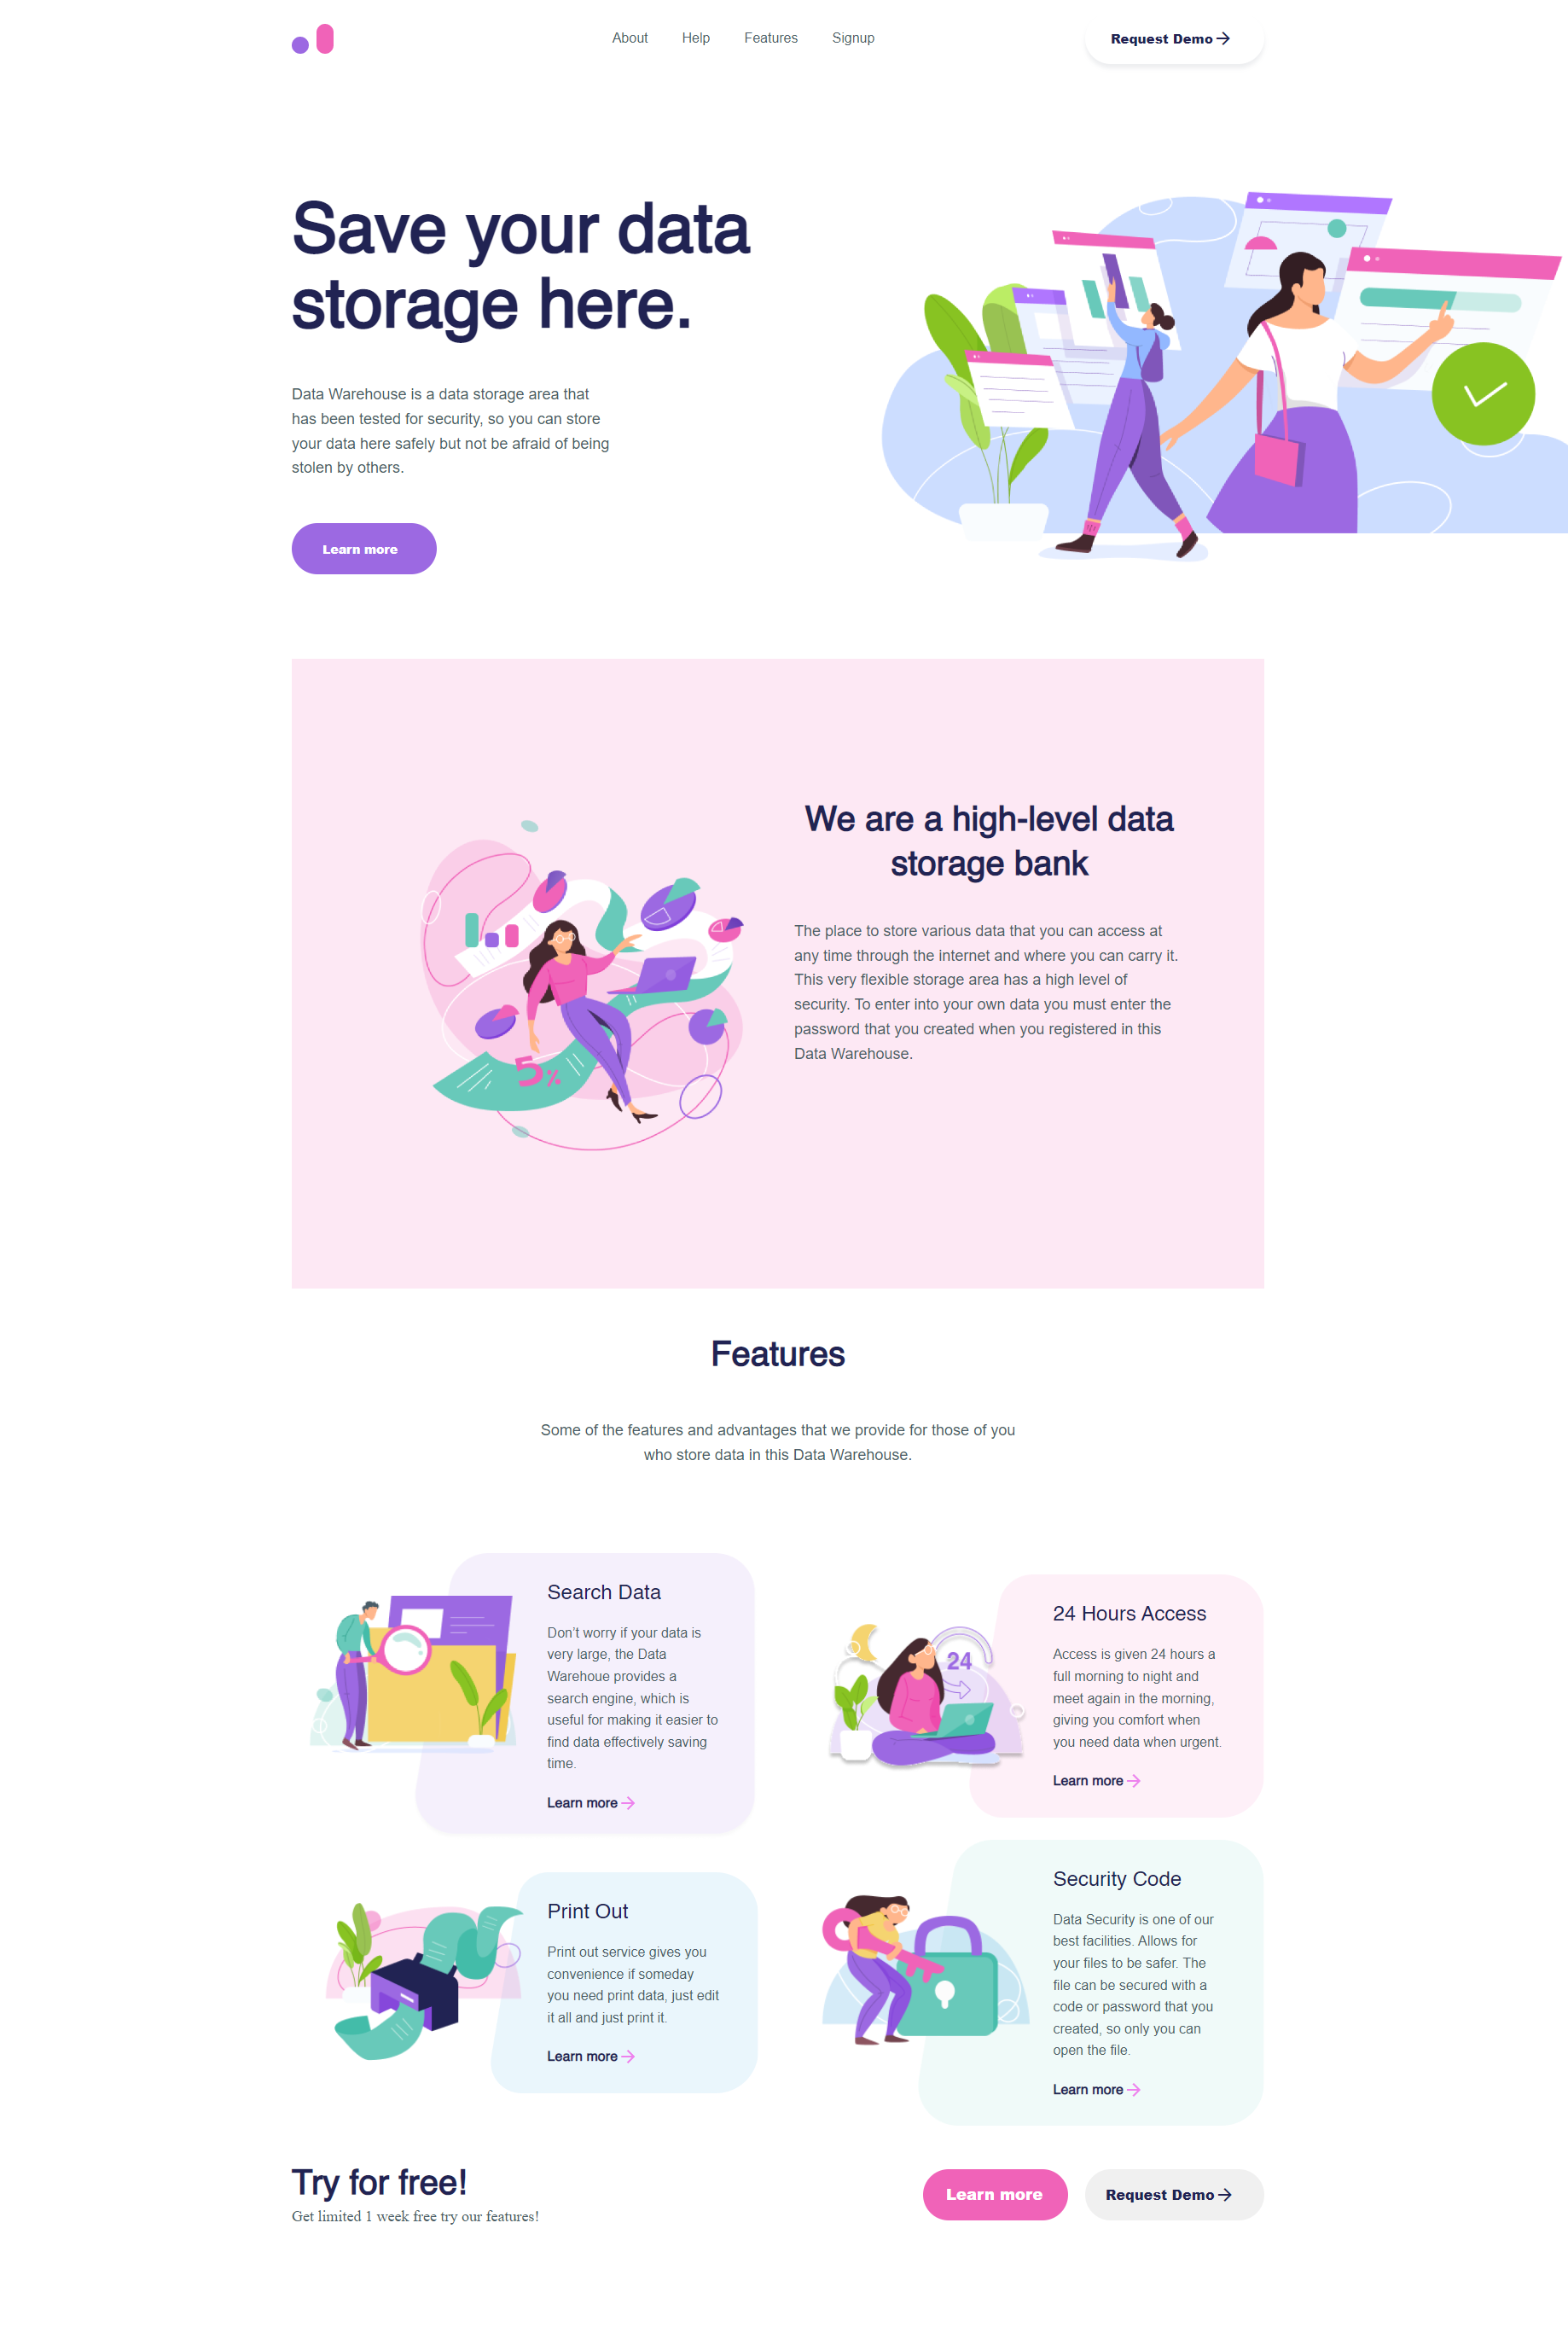 About Help Features Signup Request Demo
Save your data
storage here.
Data Warehouse is a data storage area that
has been tested for security, so you can store
your data here safely but not be afraid of being
stolen by others.
Learn more
We are a high-level data
storage bank
The place to store various data that you can access at
any time through the internet and where you can carry it.
This very flexible storage area has a high level of
security. To enter into your own data you must enter the
password that you created when you registered in this
Data Warehouse.
5%
Features
Some of the features and advantages that we provide for those of you
who store data in this Data Warehouse.
Search Data
Don’t worry if your data is
very large, the Data
Warehoue provides a
search engine, which is
useful for making it easier to
find data effectively saving
time.
Learn more
24
24 Hours Access
Access is given 24 hours a
full morning to night and
meet again in the morning,
giving you comfort when
you need data when urgent.
Learn more
Print Out
Print out service gives you
convenience if someday
you need print data, just edit
it all and just print it.
Learn more
Security Code
Data Security is one of our
best facilities. Allows for
your files to be safer. The
file can be secured with a
code or password that you
created, so only you can
open the file.
Learn more
Try for free!
Get limited 1 week free try our features!
Learn more
Request Demo